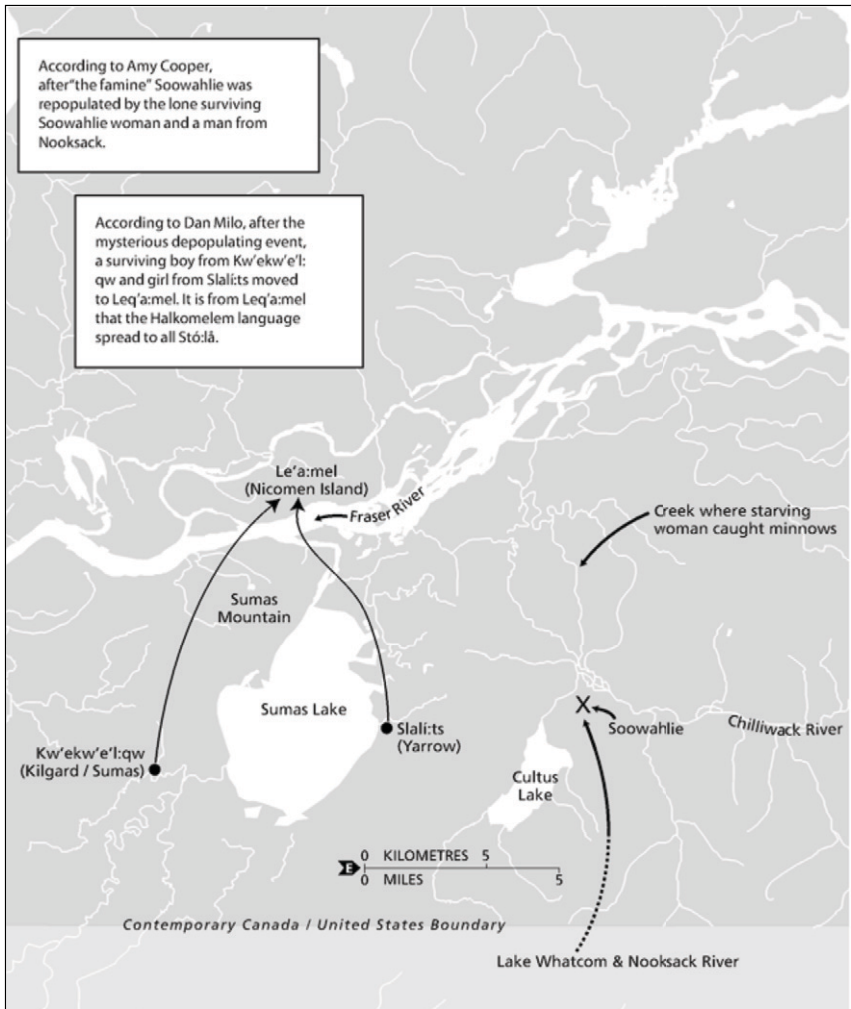 According to Amy Cooper,
after“the famine” Soowahlie was
repopulated by the lone surviving
Soowahlie woman and a man from
Nooksack.
According to Dan Milo, after the
mysterious depopulating event,
a surviving boy from Kw'ekw'e'l:
qw and girl from Slalí:ts moved
to Leq'a:mel. It is from Leq'a:mel
that the Halkomelem language
spread to all Stó:lō.
Le'a:mel
(Nicomen Island)
Fraser River
Creek where starving
woman caught minnows
Sumas
Mountain
Sumas Lake
Slalí:ts
(Yarrow)
X
Soowahlie
Chilliwack River
Kw'ekw'e'l:qw
(Kilgard / Sumas)
Cultus
Lake
0 KILOMETRES 5
E
0 MILES 5
Contemporary Canada / United States Boundary
Lake Whatcom & Nooksack River